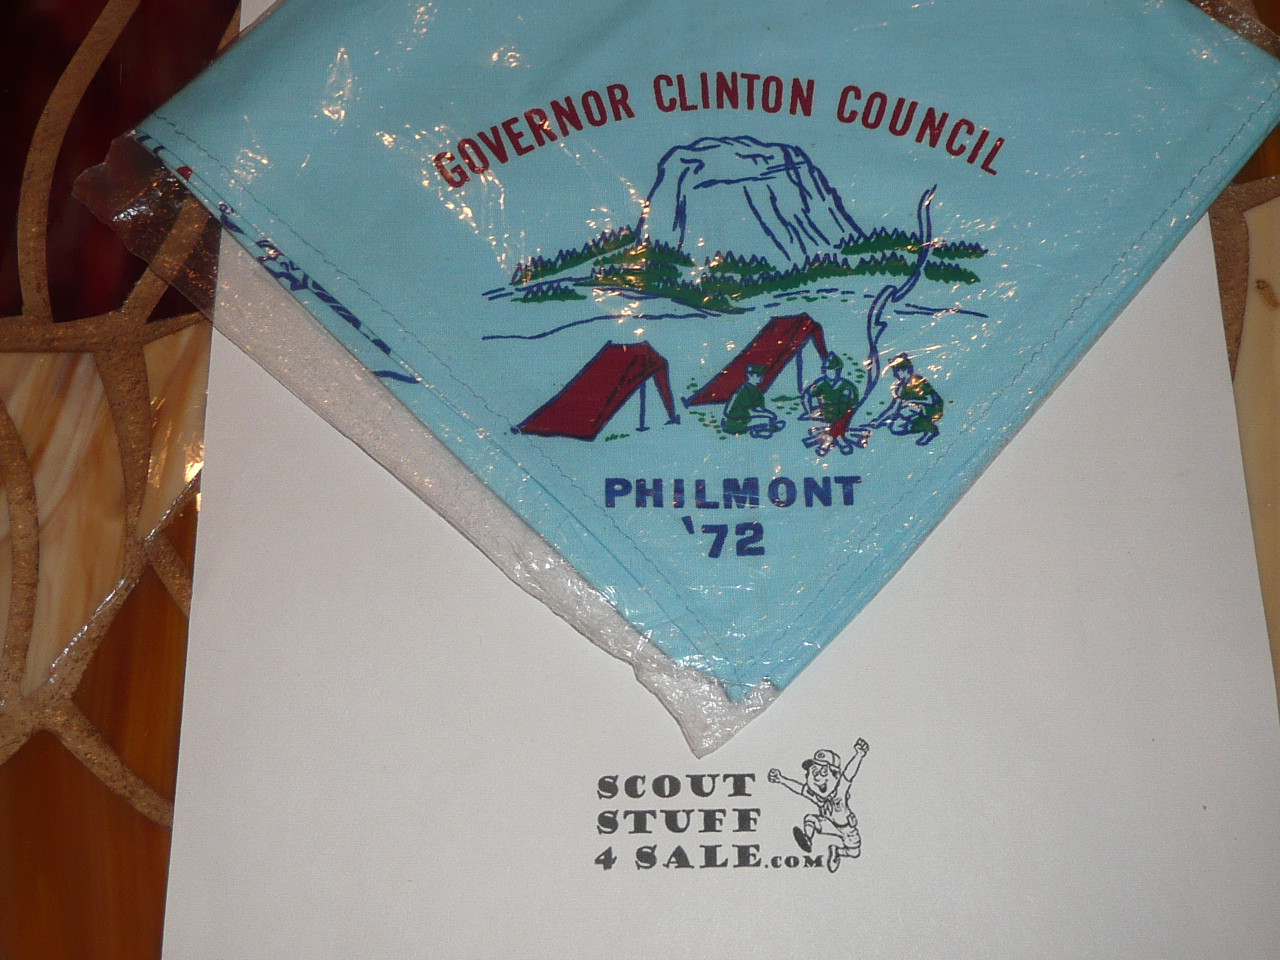 GOVERNOR CLINTON COUNCIL
PHILMONT
'72
SCOUT
STUFF
4 SALE.COM